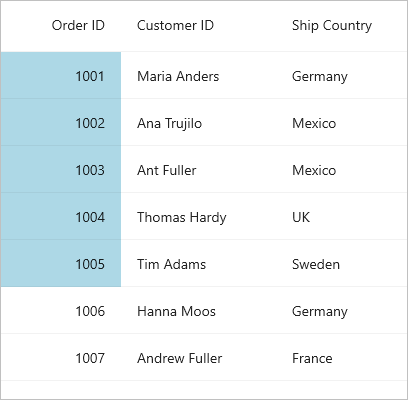 Order ID Customer ID Ship Country
1001 Maria Anders Germany
1002 Ana Trujilo Mexico
1003 Ant Fuller Mexico
1004 Thomas Hardy UK
1005 Tim Adams Sweden
1006 Hanna Moos Germany
1007 Andrew Fuller France